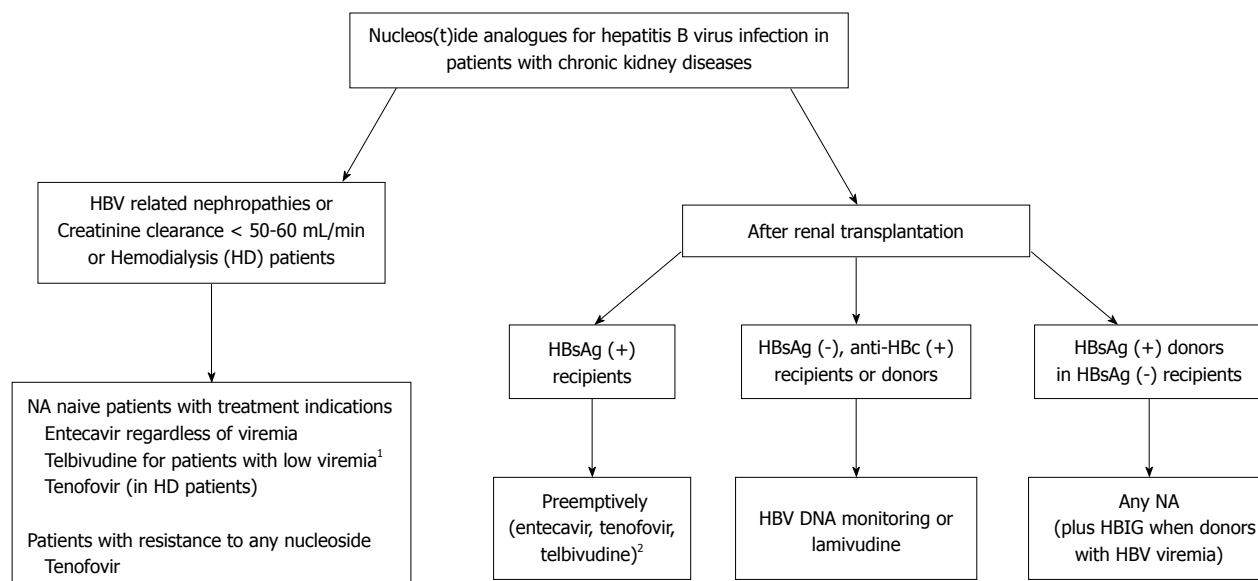 Nucleos(t)ide analogues for hepatitis B virus infection in
patients with chronic kidney diseases
HBV related nephropathies or
Creatinine clearance < 50-60 mL/min
or Hemodialysis (HD) patients
After renal transplantation
HBsAg (+)
recipients
HBsAg (-), anti-HBc (+)
recipients or donors
HBsAg (+) donors
in HBsAg (-) recipients
NA naive patients with treatment indications
Entecavir regardless of viremia
Telbivudine for patients with low viremia¹
Tenofovir (in HD patients)
Patients with resistance to any nucleoside
Tenofovir
Preemptively
(entecavir, tenofovir,
telbivudine)²
HBV DNA monitoring or
lamivudine
Any NA
(plus HBIG when donors
with HBV viremia)